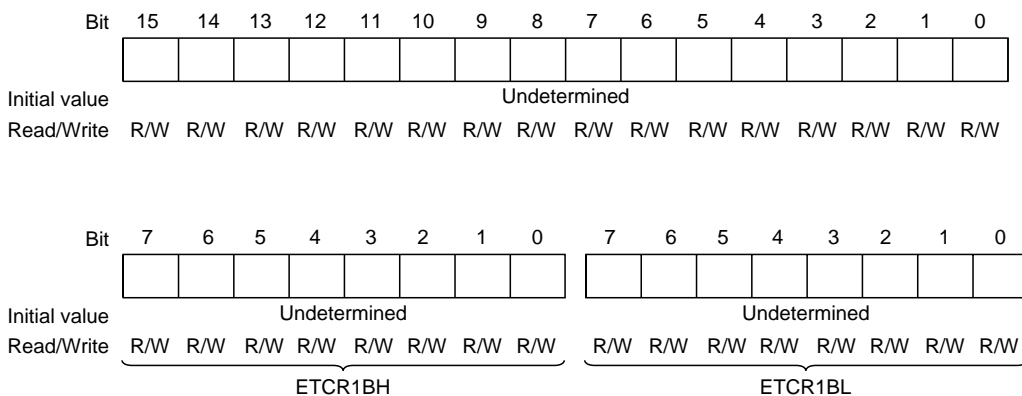 Bit 15 14 13 12 11 10 9 8 7 6 5 4 3 2 1 0
Initial value Undetermined
Read/Write R/W R/W R/W R/W R/W R/W R/W R/W R/W R/W R/W R/W R/W R/W R/W R/W
Bit 7 6 5 4 3 2 1 0 7 6 5 4 3 2 1 0
Initial value Undetermined Undetermined
Read/Write R/W R/W R/W R/W R/W R/W R/W R/W R/W R/W R/W R/W R/W R/W R/W R/W
ETCR1BH ETCR1BL